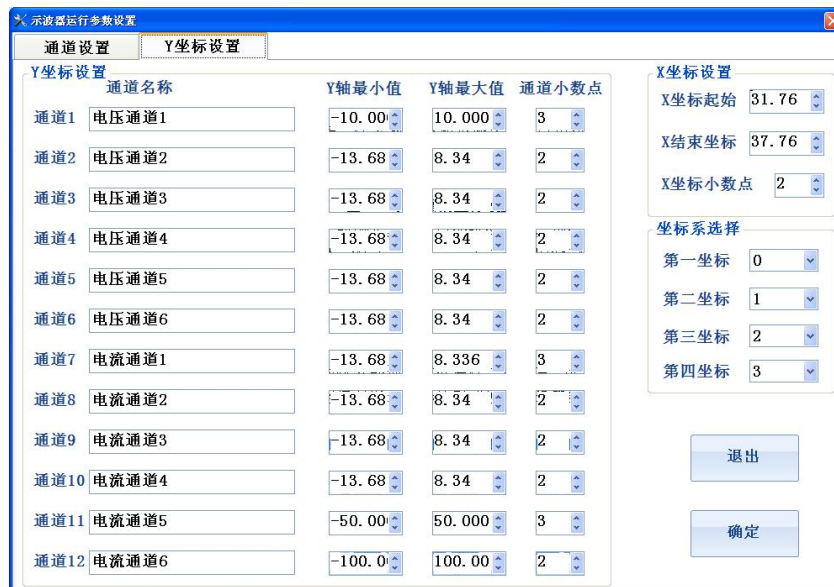 示波器运行参数设置
通道设置 Y坐标设置
Y坐标设置
通道名称 Y轴最小值 Y轴最大值 通道小数点
通道1 电压通道1 -10.00 10.000 3
通道2 电压通道2 -13.68 8.34 2
通道3 电压通道3 -13.68 8.34 2
通道4 电压通道4 -13.68 8.34 2
通道5 电压通道5 -13.68 8.34 2
通道6 电压通道6 -13.68 8.34 2
通道7 电流通道1 -13.68 8.336 3
通道8 电流通道2 -13.68 8.34 2
通道9 电流通道3 -13.68 8.34 2
通道10 电流通道4 -13.68 8.34 2
通道11 电流通道5 -50.00 50.000 3
通道12 电流通道6 -100.0 100.00 2
X坐标设置
X坐标起始 31.76
X结束坐标 37.76
X坐标小数点 2
坐标系选择
第一坐标 0
第二坐标 1
第三坐标 2
第四坐标 3
退出
确定